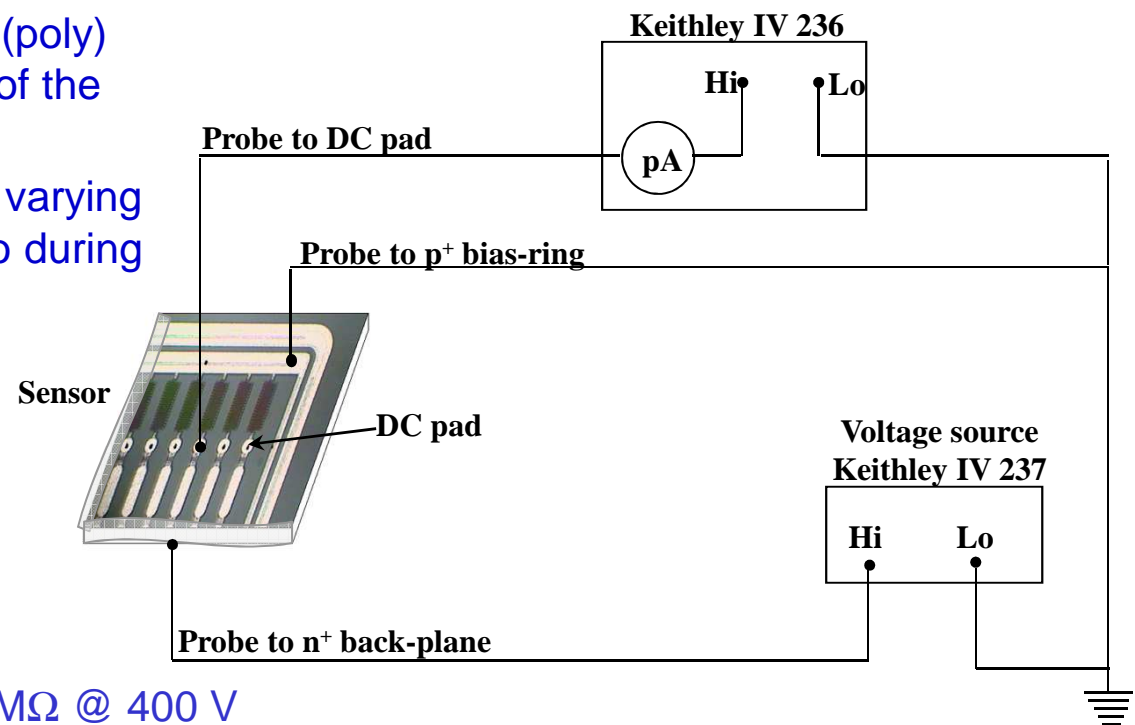 (poly)
of the
varying
o during
Keithley IV 236
Hi
Lo
pA
Probe to DC pad
Probe to p⁺ bias-ring
Sensor
DC pad
Voltage source
Keithley IV 237
Hi
Lo
Probe to n⁺ back-plane
MΩ @ 400 V